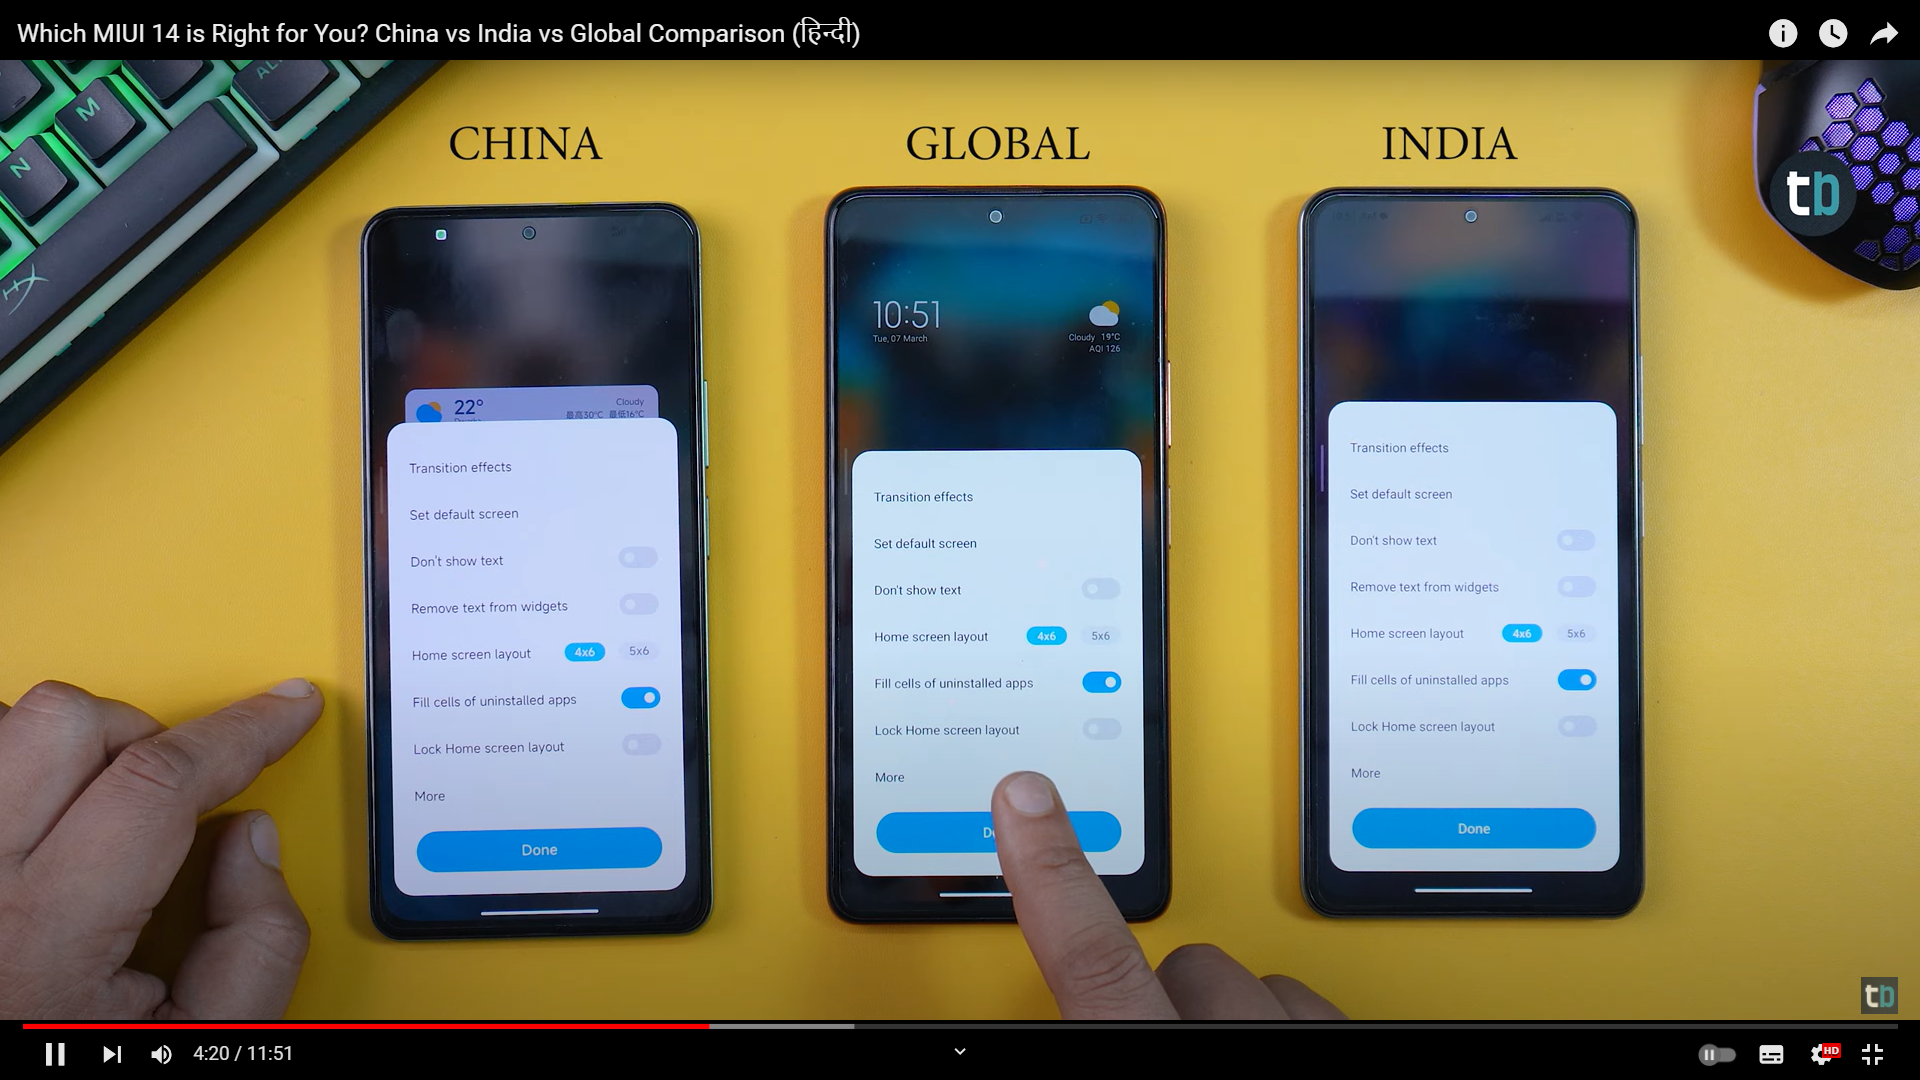 Which MIUI 14 is Right for You? China vs India vs Global Comparison (हिन्दी)
M
N
CHINA
GLOBAL
INDIA
tb
10:51
Tue, 07 March
Cloudy 19°C
AQI 126
22°
Cloudy
最高30°C 最低16°C
Transition effects
Set default screen
Don't show text
Remove text from widgets
Home screen layout 4x6 5x6
Fill cells of uninstalled apps
Lock Home screen layout
More
Done
Transition effects
Set default screen
Don't show text
Home screen layout 4x6 5x6
Fill cells of uninstalled apps
Lock Home screen layout
More
Transition effects
Set default screen
Don't show text
Remove text from widgets
Home screen layout 4x6 5x6
Fill cells of uninstalled apps
Lock Home screen layout
More
Done
tb
4:20 / 11:51
HD